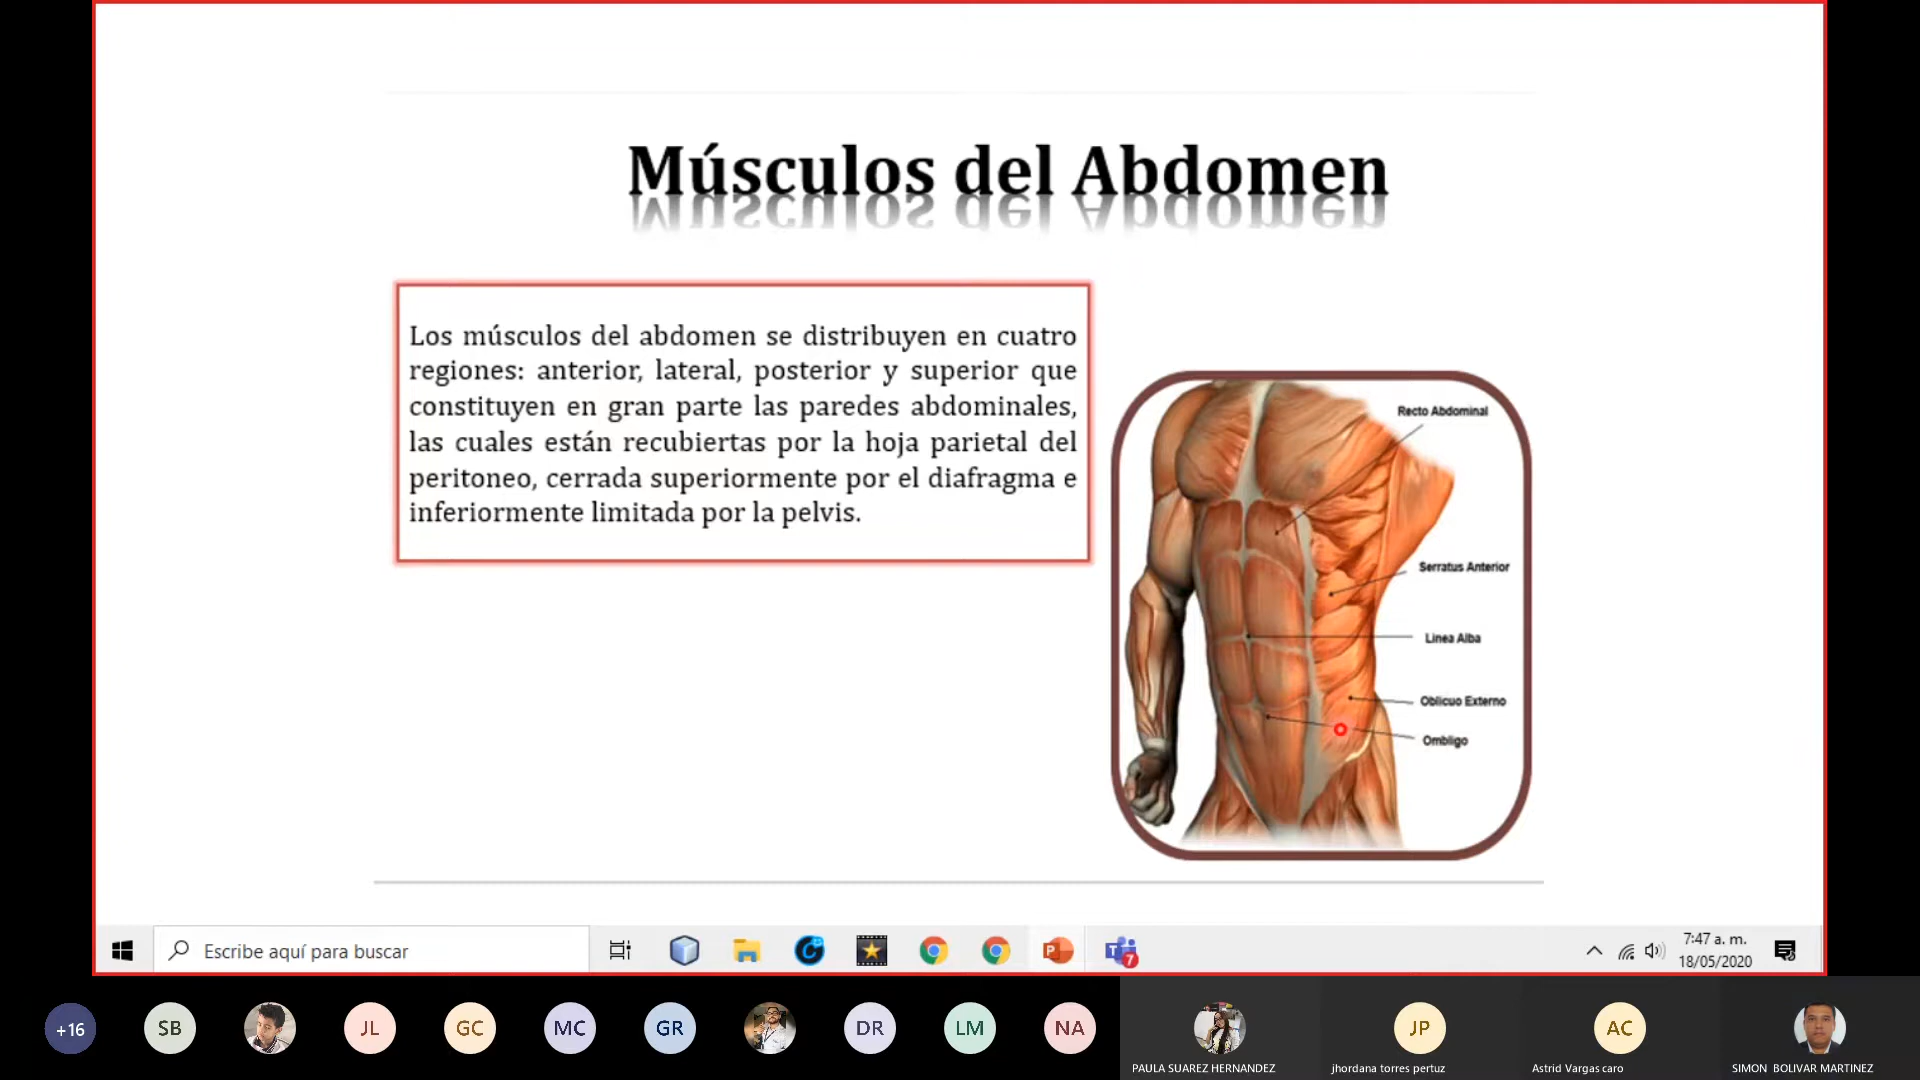 Músculos del Abdomen
Los músculos del abdomen se distribuyen en cuatro
regiones: anterior, lateral, posterior y superior que
constituyen en gran parte las paredes abdominales,
las cuales están recubiertas por la hoja parietal del
peritoneo, cerrada superiormente por el diafragma e
inferiormente limitada por la pelvis.
Recto Abdominal
Serratus Anterior
Linea Alba
Oblicuo Externo
Ombligo
Escribe aquí para buscar
7
7:47 a. m.
18/05/2020
+16
SB
JL
GC
MC
GR
DR
LM
NA
JP
AC
PAULA SUAREZ HERNANDEZ
jhordana torres pertuz
Astrid Vargas caro
SIMON BOLIVAR MARTINEZ